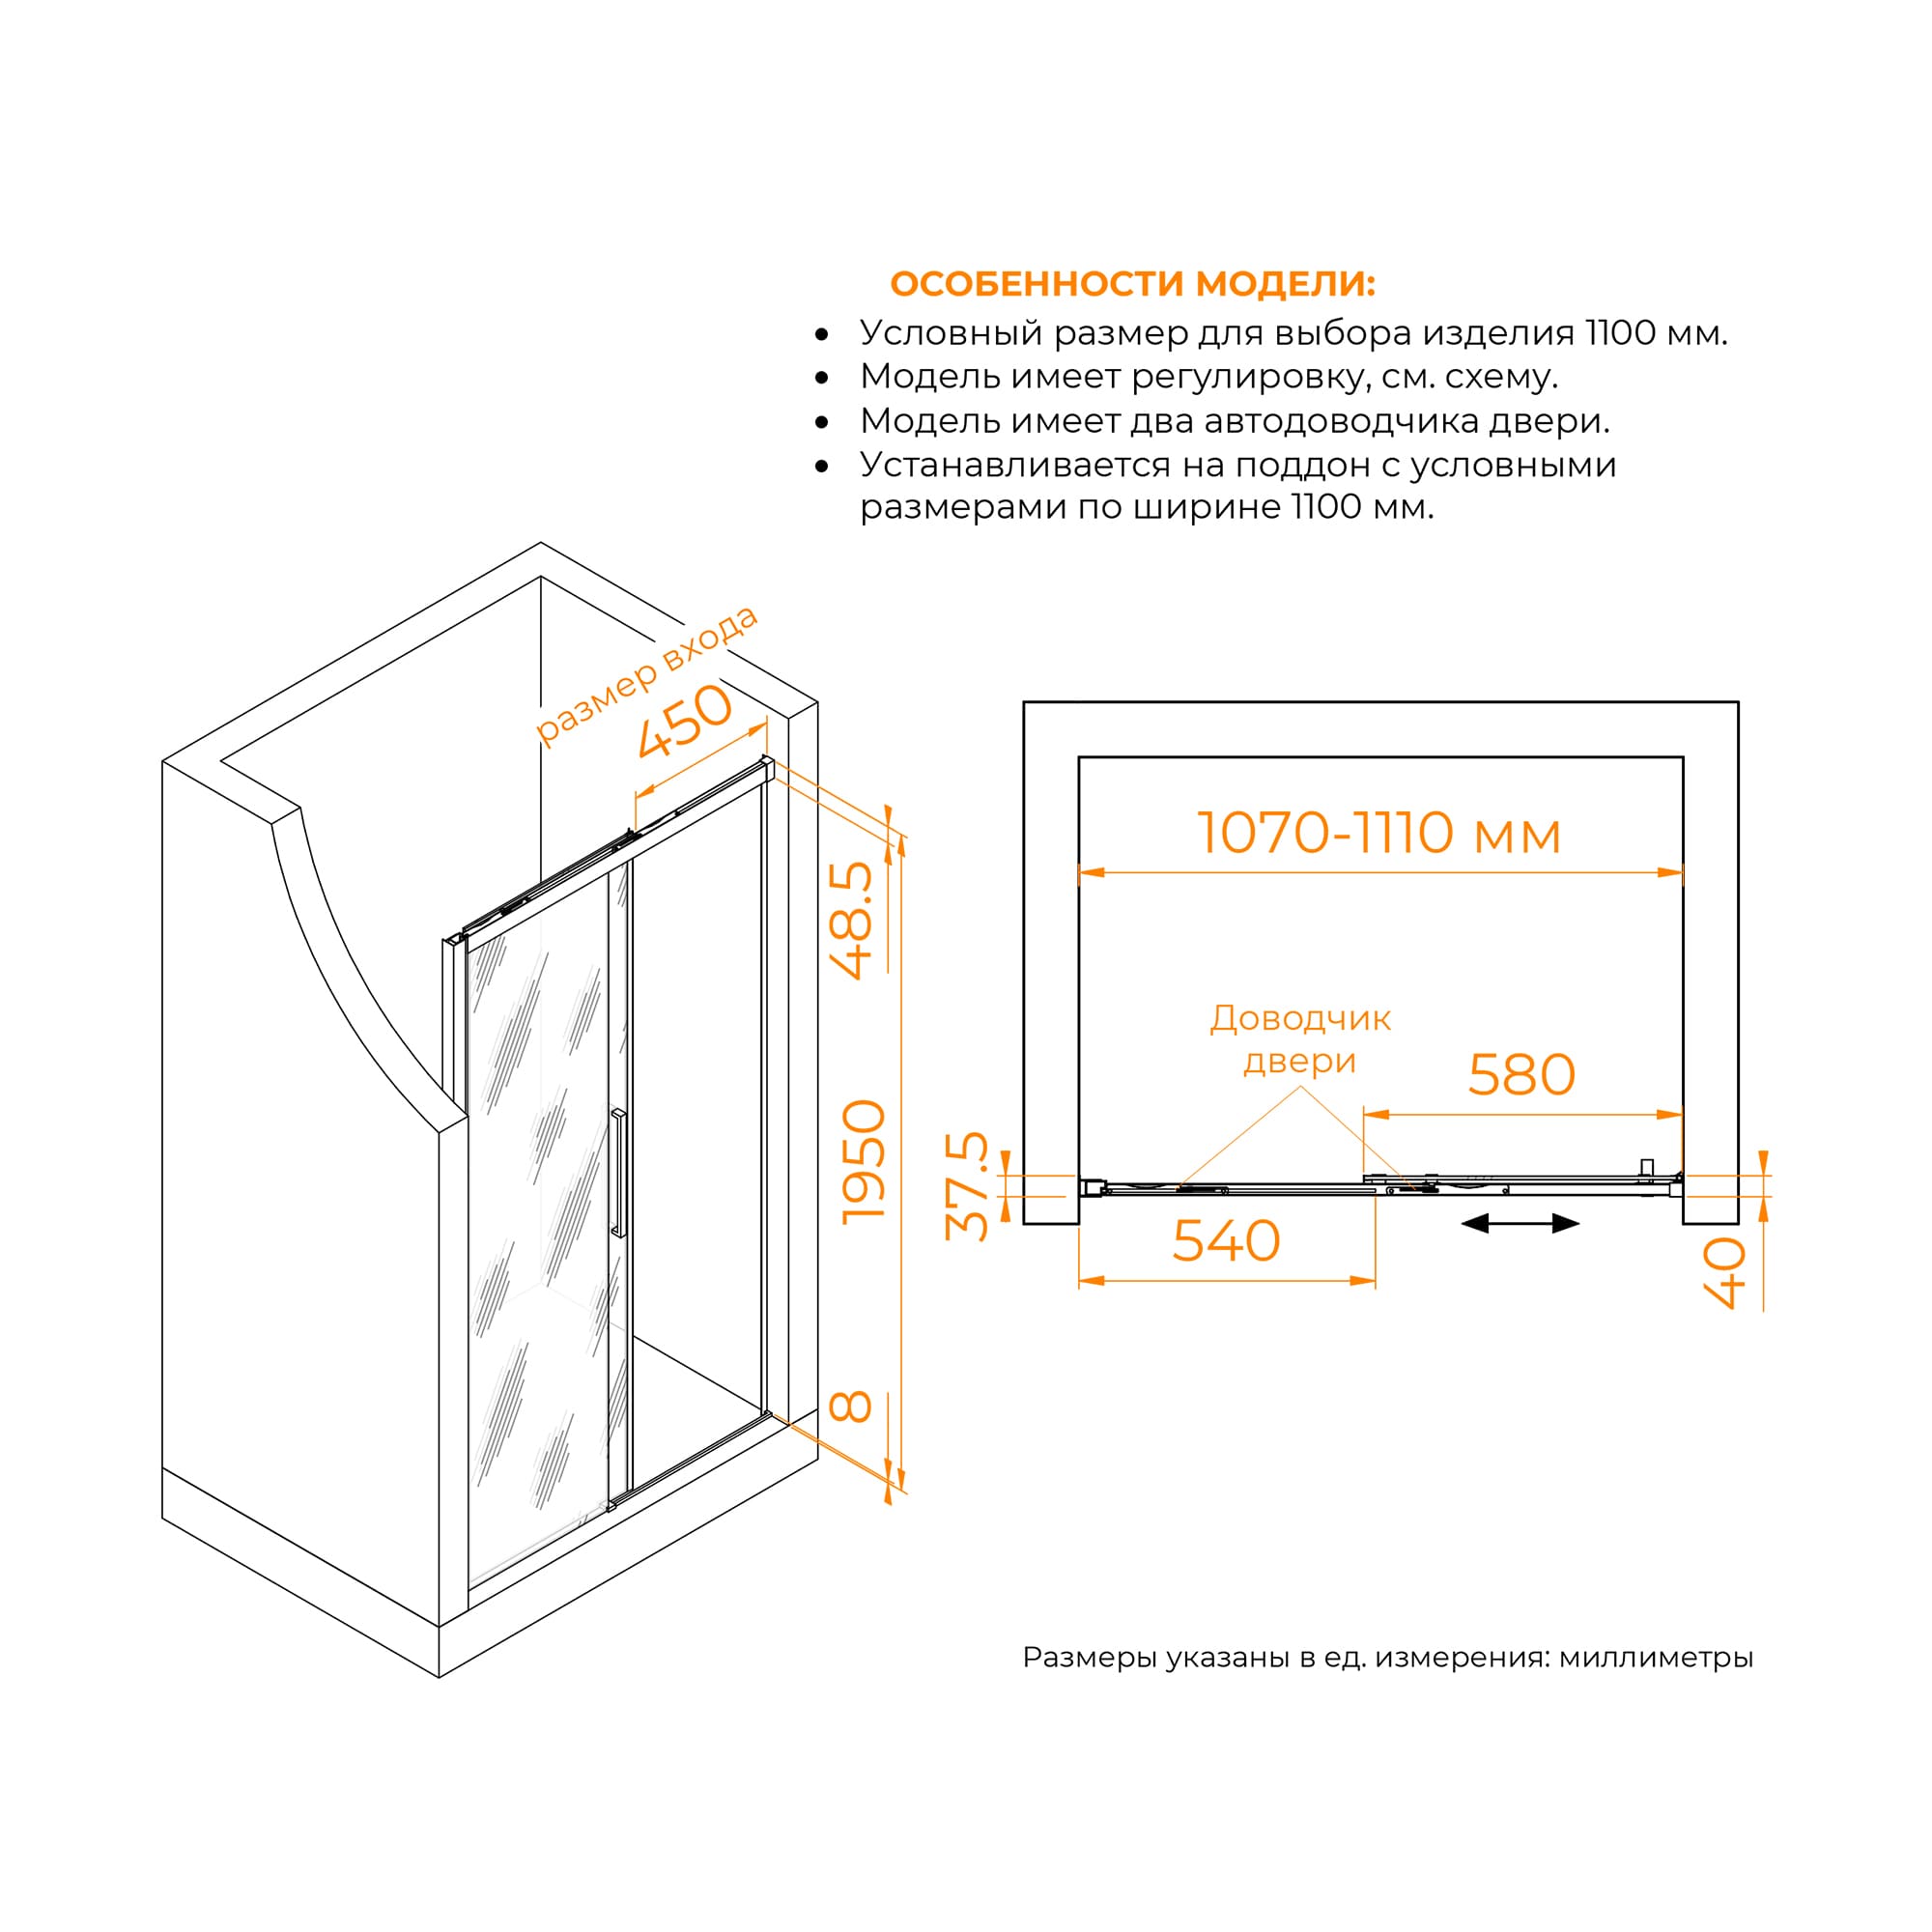 ОСОБЕННОСТИ МОДЕЛИ:
• Условный размер для выбора изделия 1100 мм.
• Модель имеет регулировку, см. схему.
• Модель имеет два автодоводчика двери.
• Устанавливается на поддон с условными
размерами по ширине 1100 мм.
размер входа
450
48.5
1950
8
1070-1110 мм
Доводчик
двери
580
37.5
540
40
Размеры указаны в ед. измерения: миллиметры